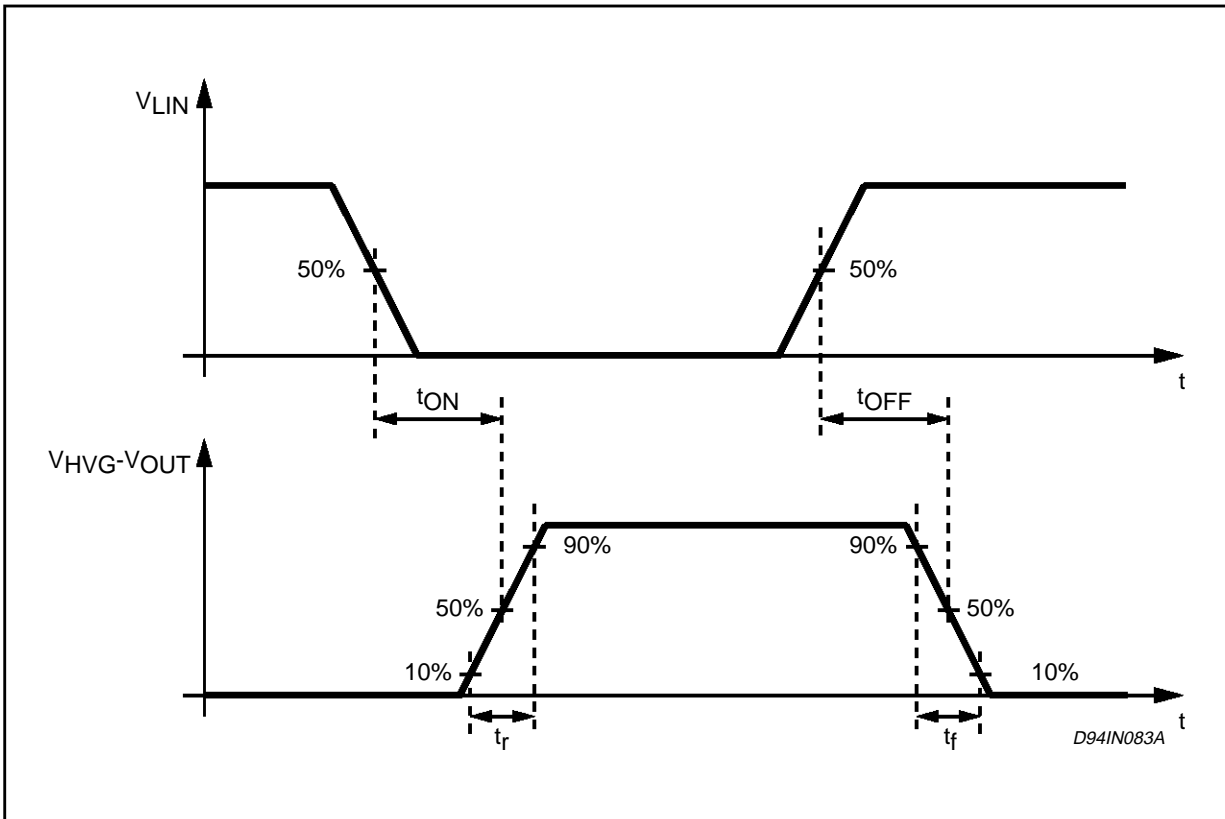 VLIN
50%
50%
t
tON
tOFF
VHVG-VOUT
90%
90%
50%
50%
10%
10%
t
tr
tf
D94IN083A